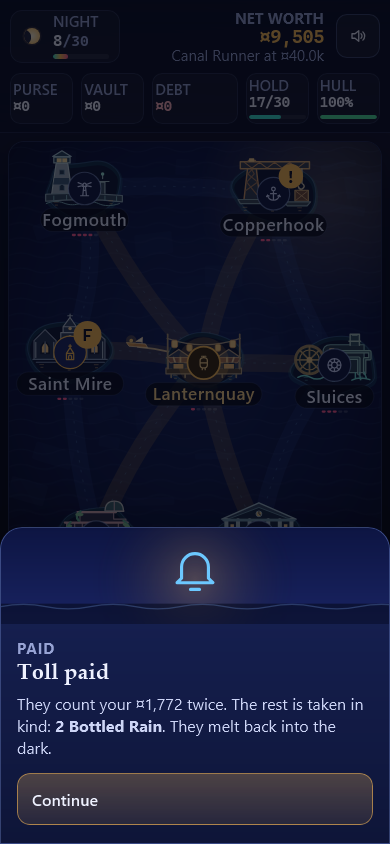 NIGHT
8/30
NET WORTH
¤9,505
Canal Runner at ¤40.0k
PURSE
¤0
VAULT
¤0
DEBT
¤0
HOLD
17/30
HULL
100%
Fogmouth
!
Copperhook
F
Saint Mire
Lanternquay
Sluices
PAID
Toll paid
They count your ¤1,772 twice. The rest is taken in
kind: 2 Bottled Rain. They melt back into the
dark.
Continue